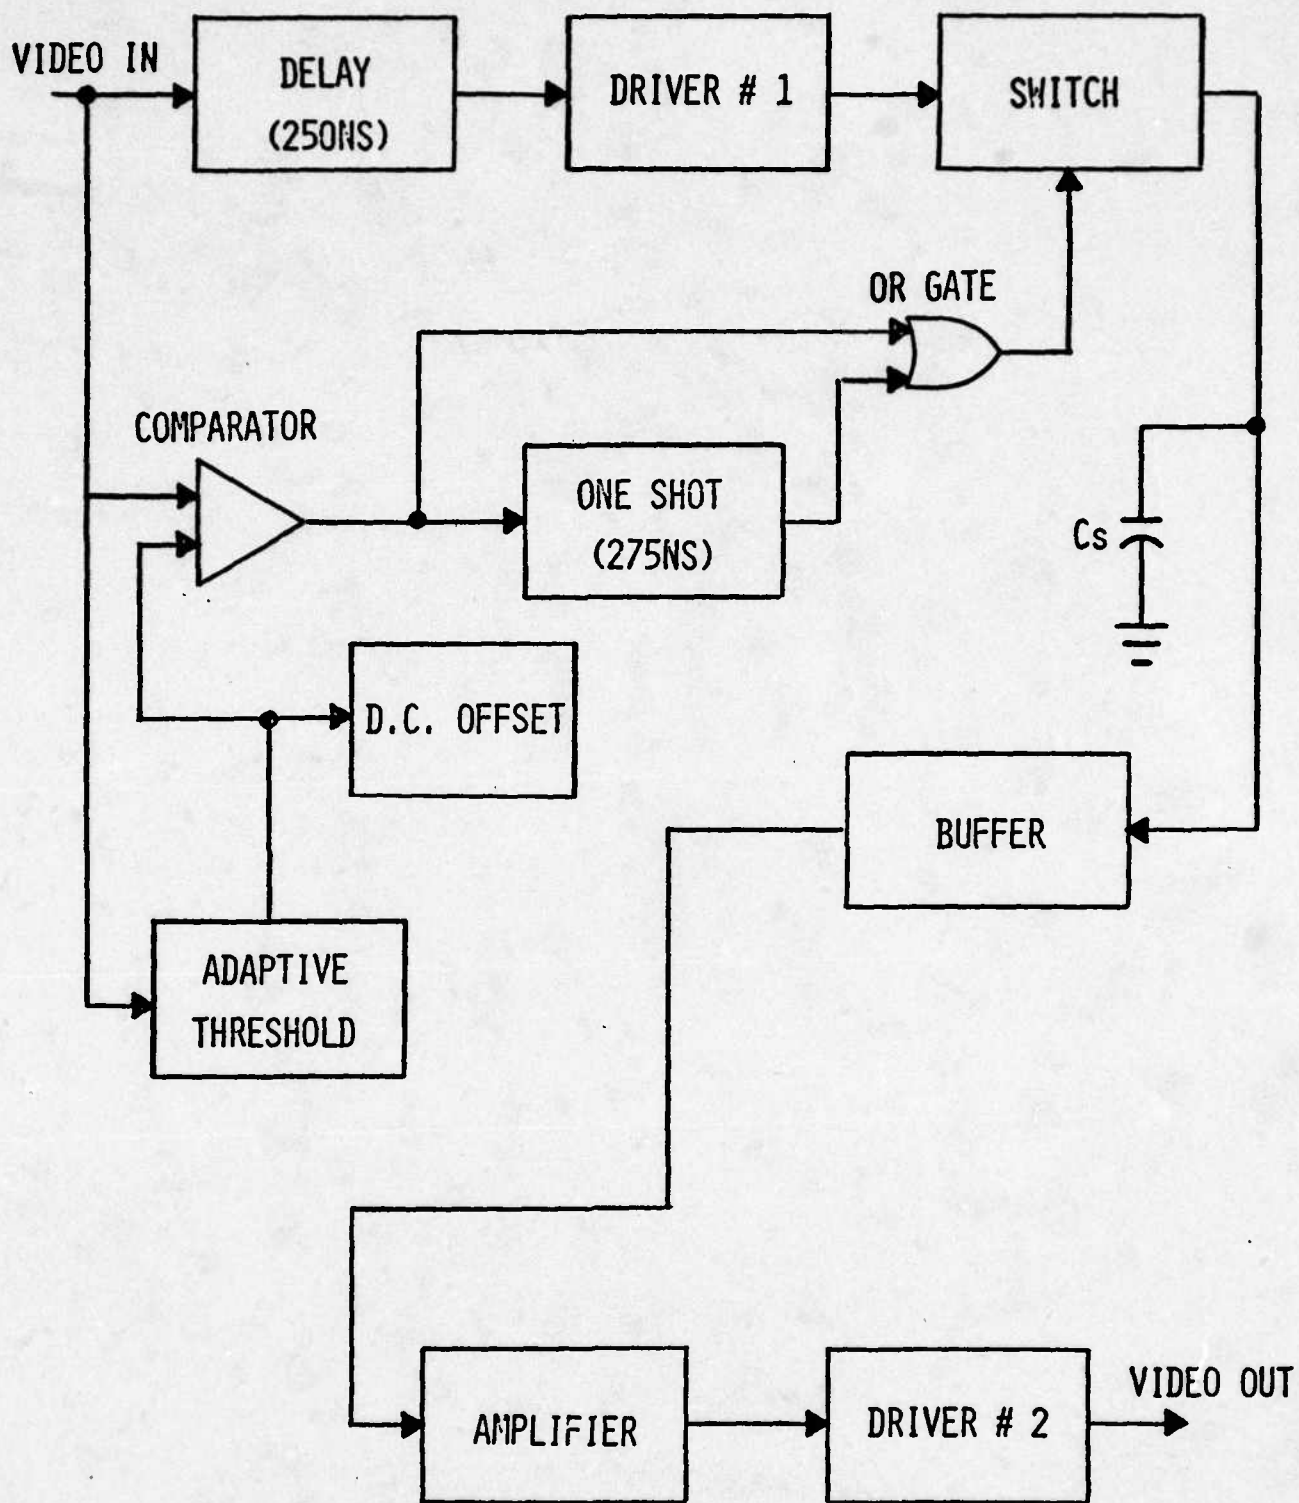 VIDEO IN
DELAY
(250NS)
DRIVER # 1
SWITCH
OR GATE
COMPARATOR
ONE SHOT
(275NS)
Cs
D.C. OFFSET
BUFFER
ADAPTIVE
THRESHOLD
VIDEO OUT
AMPLIFIER
DRIVER # 2